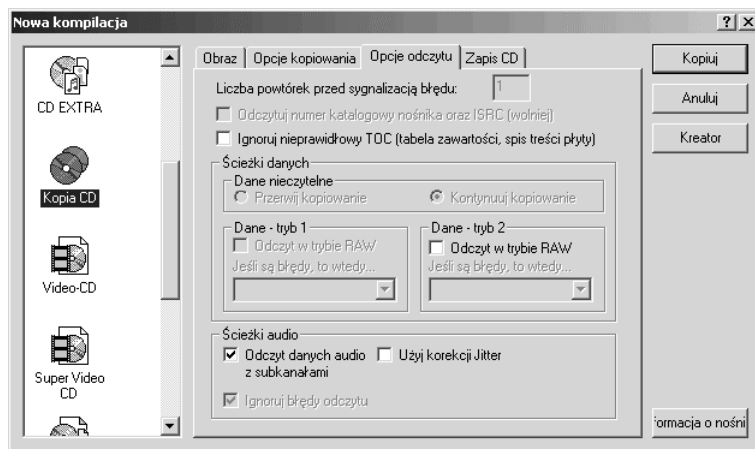 Nowa kompilacja
CD EXTRA
Kopia CD
Video-CD
Super Video
CD
Obraz
Opcje kopiowania
Opcje odczytu
Zapis CD
Liczba powtórek przed sygnalizacją błędu:
1
Odczytuj numer katalogowy nośnika oraz ISRC (wolniej)
Ignoruj nieprawidłowy TOC (tabela zawartości, spis treści płyty)
Ścieżki danych
Dane nieczytelne
Przerwij kopiowanie
Kontynuuj kopiowanie
Dane - tryb 1
Odczyt w trybie RAW
Jeśli są błędy, to wtedy...
Dane - tryb 2
Odczyt w trybie RAW
Jeśli są błędy, to wtedy...
Ścieżki audio
Odczyt danych audio
z subkanałami
Użyj korekcji Jitter
Ignoruj błędy odczytu
Kopiuj
Anuluj
Kreator
formacja o nośni